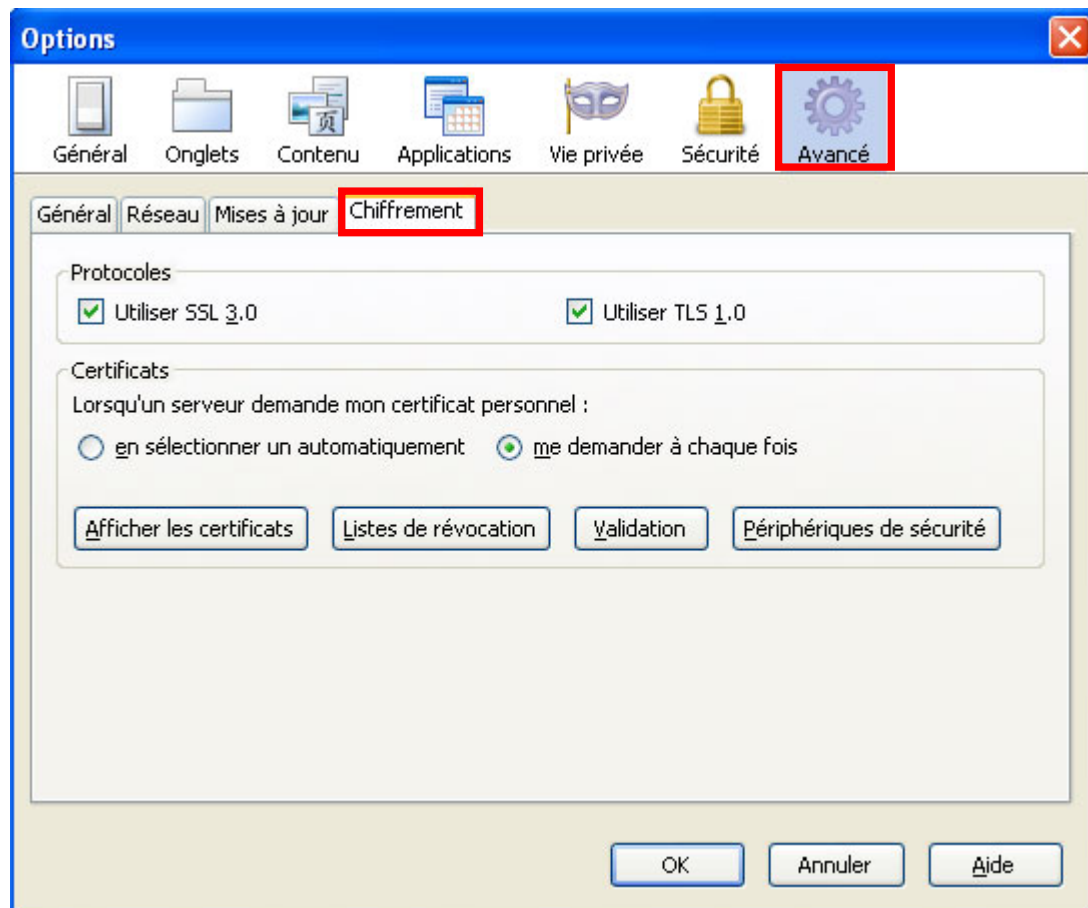 Options
页
Général Onglets Contenu Applications Vie privée Sécurité Avancé
Général Réseau Mises à jour Chiffrement
Protocoles
Utiliser SSL 3.0 Utiliser TLS 1.0
Certificats
Lorsqu'un serveur demande mon certificat personnel :
en sélectionner un automatiquement me demander à chaque fois
Afficher les certificats Listes de révocation Validation Périphériques de sécurité
OK Annuler Aide